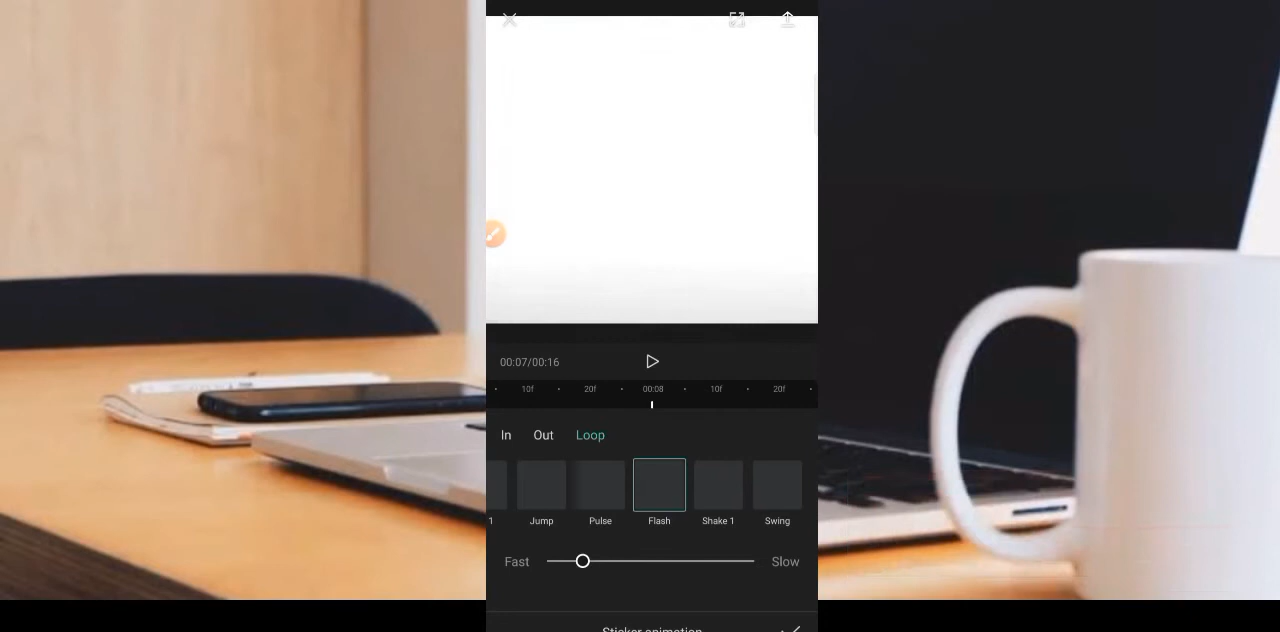 00:07/00:16
10f 20f 00:08 10f 20f
In Out Loop
1 Jump Pulse Flash Shake 1 Swing
Fast Slow
Sticker animation